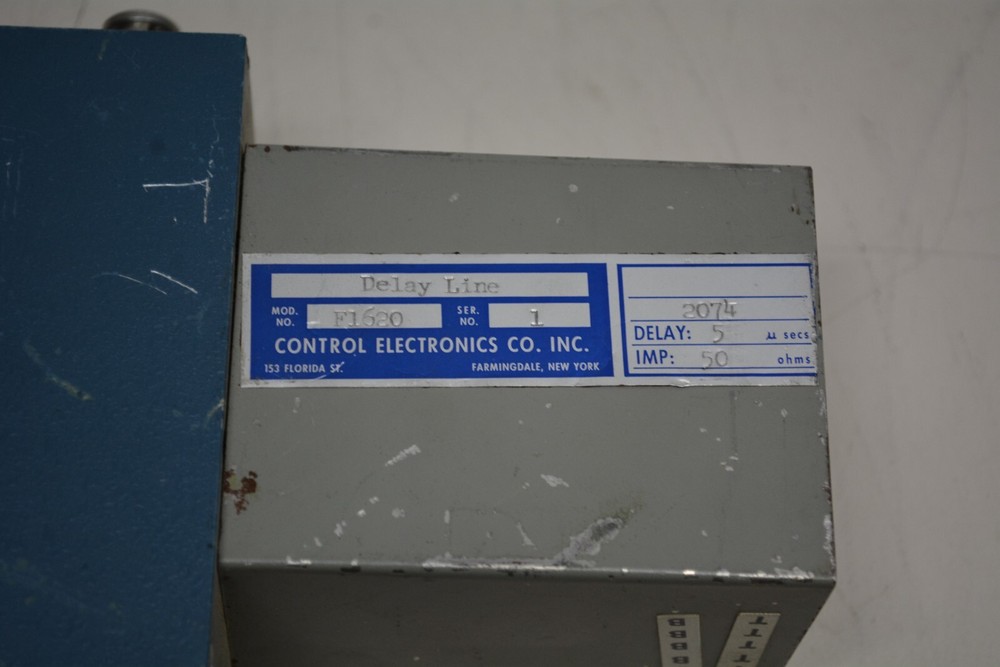 Delay Line
MOD. NO. F1620 SER. NO. 1
CONTROL ELECTRONICS CO. INC.
153 FLORIDA ST. FARMINGDALE, NEW YORK
2074
DELAY: 5 µ secs
IMP: 50 ohms
T T T T
B B B B